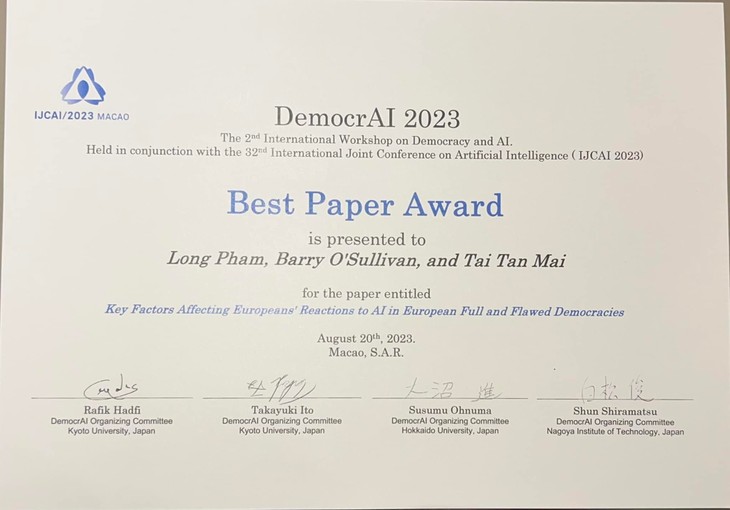 IJCAI/2023 MACAO
DemocrAI 2023
The 2nd International Workshop on Democracy and AI.
Held in conjunction with the 32nd International Joint Conference on Artificial Intelligence ( IJCAI 2023)
Best Paper Award
is presented to
Long Pham, Barry O'Sullivan, and Tai Tan Mai
for the paper entitled
Key Factors Affecting Europeans' Reactions to AI in European Full and Flawed Democracies
August 20th, 2023.
Macao, S.A.R.
大沼 進
白松 俊
Rafik Hadfi
DemocrAI Organizing Committee
Kyoto University, Japan
Takayuki Ito
DemocrAI Organizing Committee
Kyoto University, Japan
Susumu Ohnuma
DemocrAI Organizing Committee
Hokkaido University, Japan
Shun Shiramatsu
DemocrAI Organizing Committee
Nagoya Institute of Technology, Japan